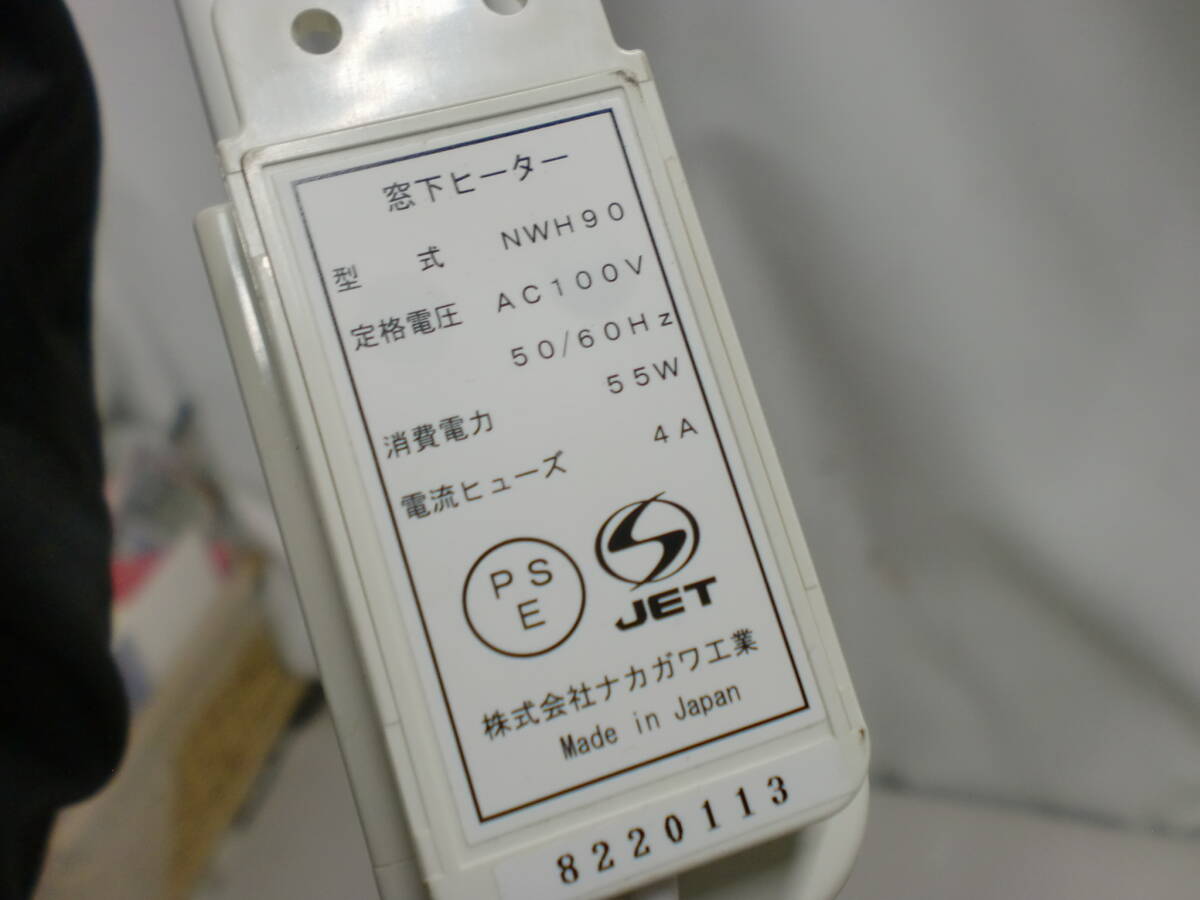 窓下ヒーター
型 式 NWH90
定格電圧 AC100V
50/60Hz
消費電力 55W
電流ヒューズ 4A
PS
E
JET
株式会社ナカガワ工業
Made in Japan
8220113